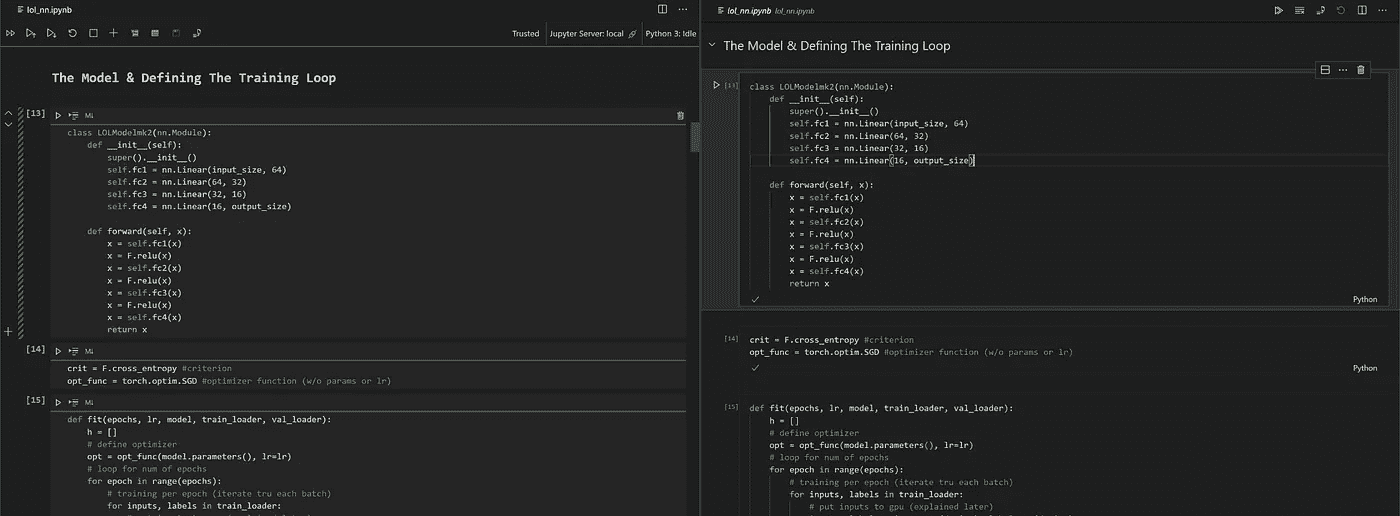 lol_nn.ipynb
Trusted Jupyter Server: local Python 3: Idle
The Model & Defining The Training Loop
[13]
M↓
class LOLModelmk2(nn.Module):
    def __init__(self):
        super().__init__()
        self.fc1 = nn.Linear(input_size, 64)
        self.fc2 = nn.Linear(64, 32)
        self.fc3 = nn.Linear(32, 16)
        self.fc4 = nn.Linear(16, output_size)
    def forward(self, x):
        x = self.fc1(x)
        x = F.relu(x)
        x = self.fc2(x)
        x = F.relu(x)
        x = self.fc3(x)
        x = F.relu(x)
        x = self.fc4(x)
        return x
[14]
M↓
crit = F.cross_entropy #criterion
opt_func = torch.optim.SGD #optimizer function (w/o params or lr)
[15]
M↓
def fit(epochs, lr, model, train_loader, val_loader):
    h = []
    # define optimizer
    opt = opt_func(model.parameters(), lr=lr)
    # loop for num of epochs
    for epoch in range(epochs):
        # training per epoch (iterate tru each batch)
        for inputs, labels in train_loader:
lol_nn.ipynb lol_nn.ipynb
The Model & Defining The Training Loop
[13]
class LOLModelmk2(nn.Module):
    def __init__(self):
        super().__init__()
        self.fc1 = nn.Linear(input_size, 64)
        self.fc2 = nn.Linear(64, 32)
        self.fc3 = nn.Linear(32, 16)
        self.fc4 = nn.Linear(16, output_size)
    def forward(self, x):
        x = self.fc1(x)
        x = F.relu(x)
        x = self.fc2(x)
        x = F.relu(x)
        x = self.fc3(x)
        x = F.relu(x)
        x = self.fc4(x)
        return x
Python
[14]
crit = F.cross_entropy #criterion
opt_func = torch.optim.SGD #optimizer function (w/o params or lr)
Python
[15]
def fit(epochs, lr, model, train_loader, val_loader):
    h = []
    # define optimizer
    opt = opt_func(model.parameters(), lr=lr)
    # loop for num of epochs
    for epoch in range(epochs):
        # training per epoch (iterate tru each batch)
        for inputs, labels in train_loader:
            # put inputs to gpu (explained later)